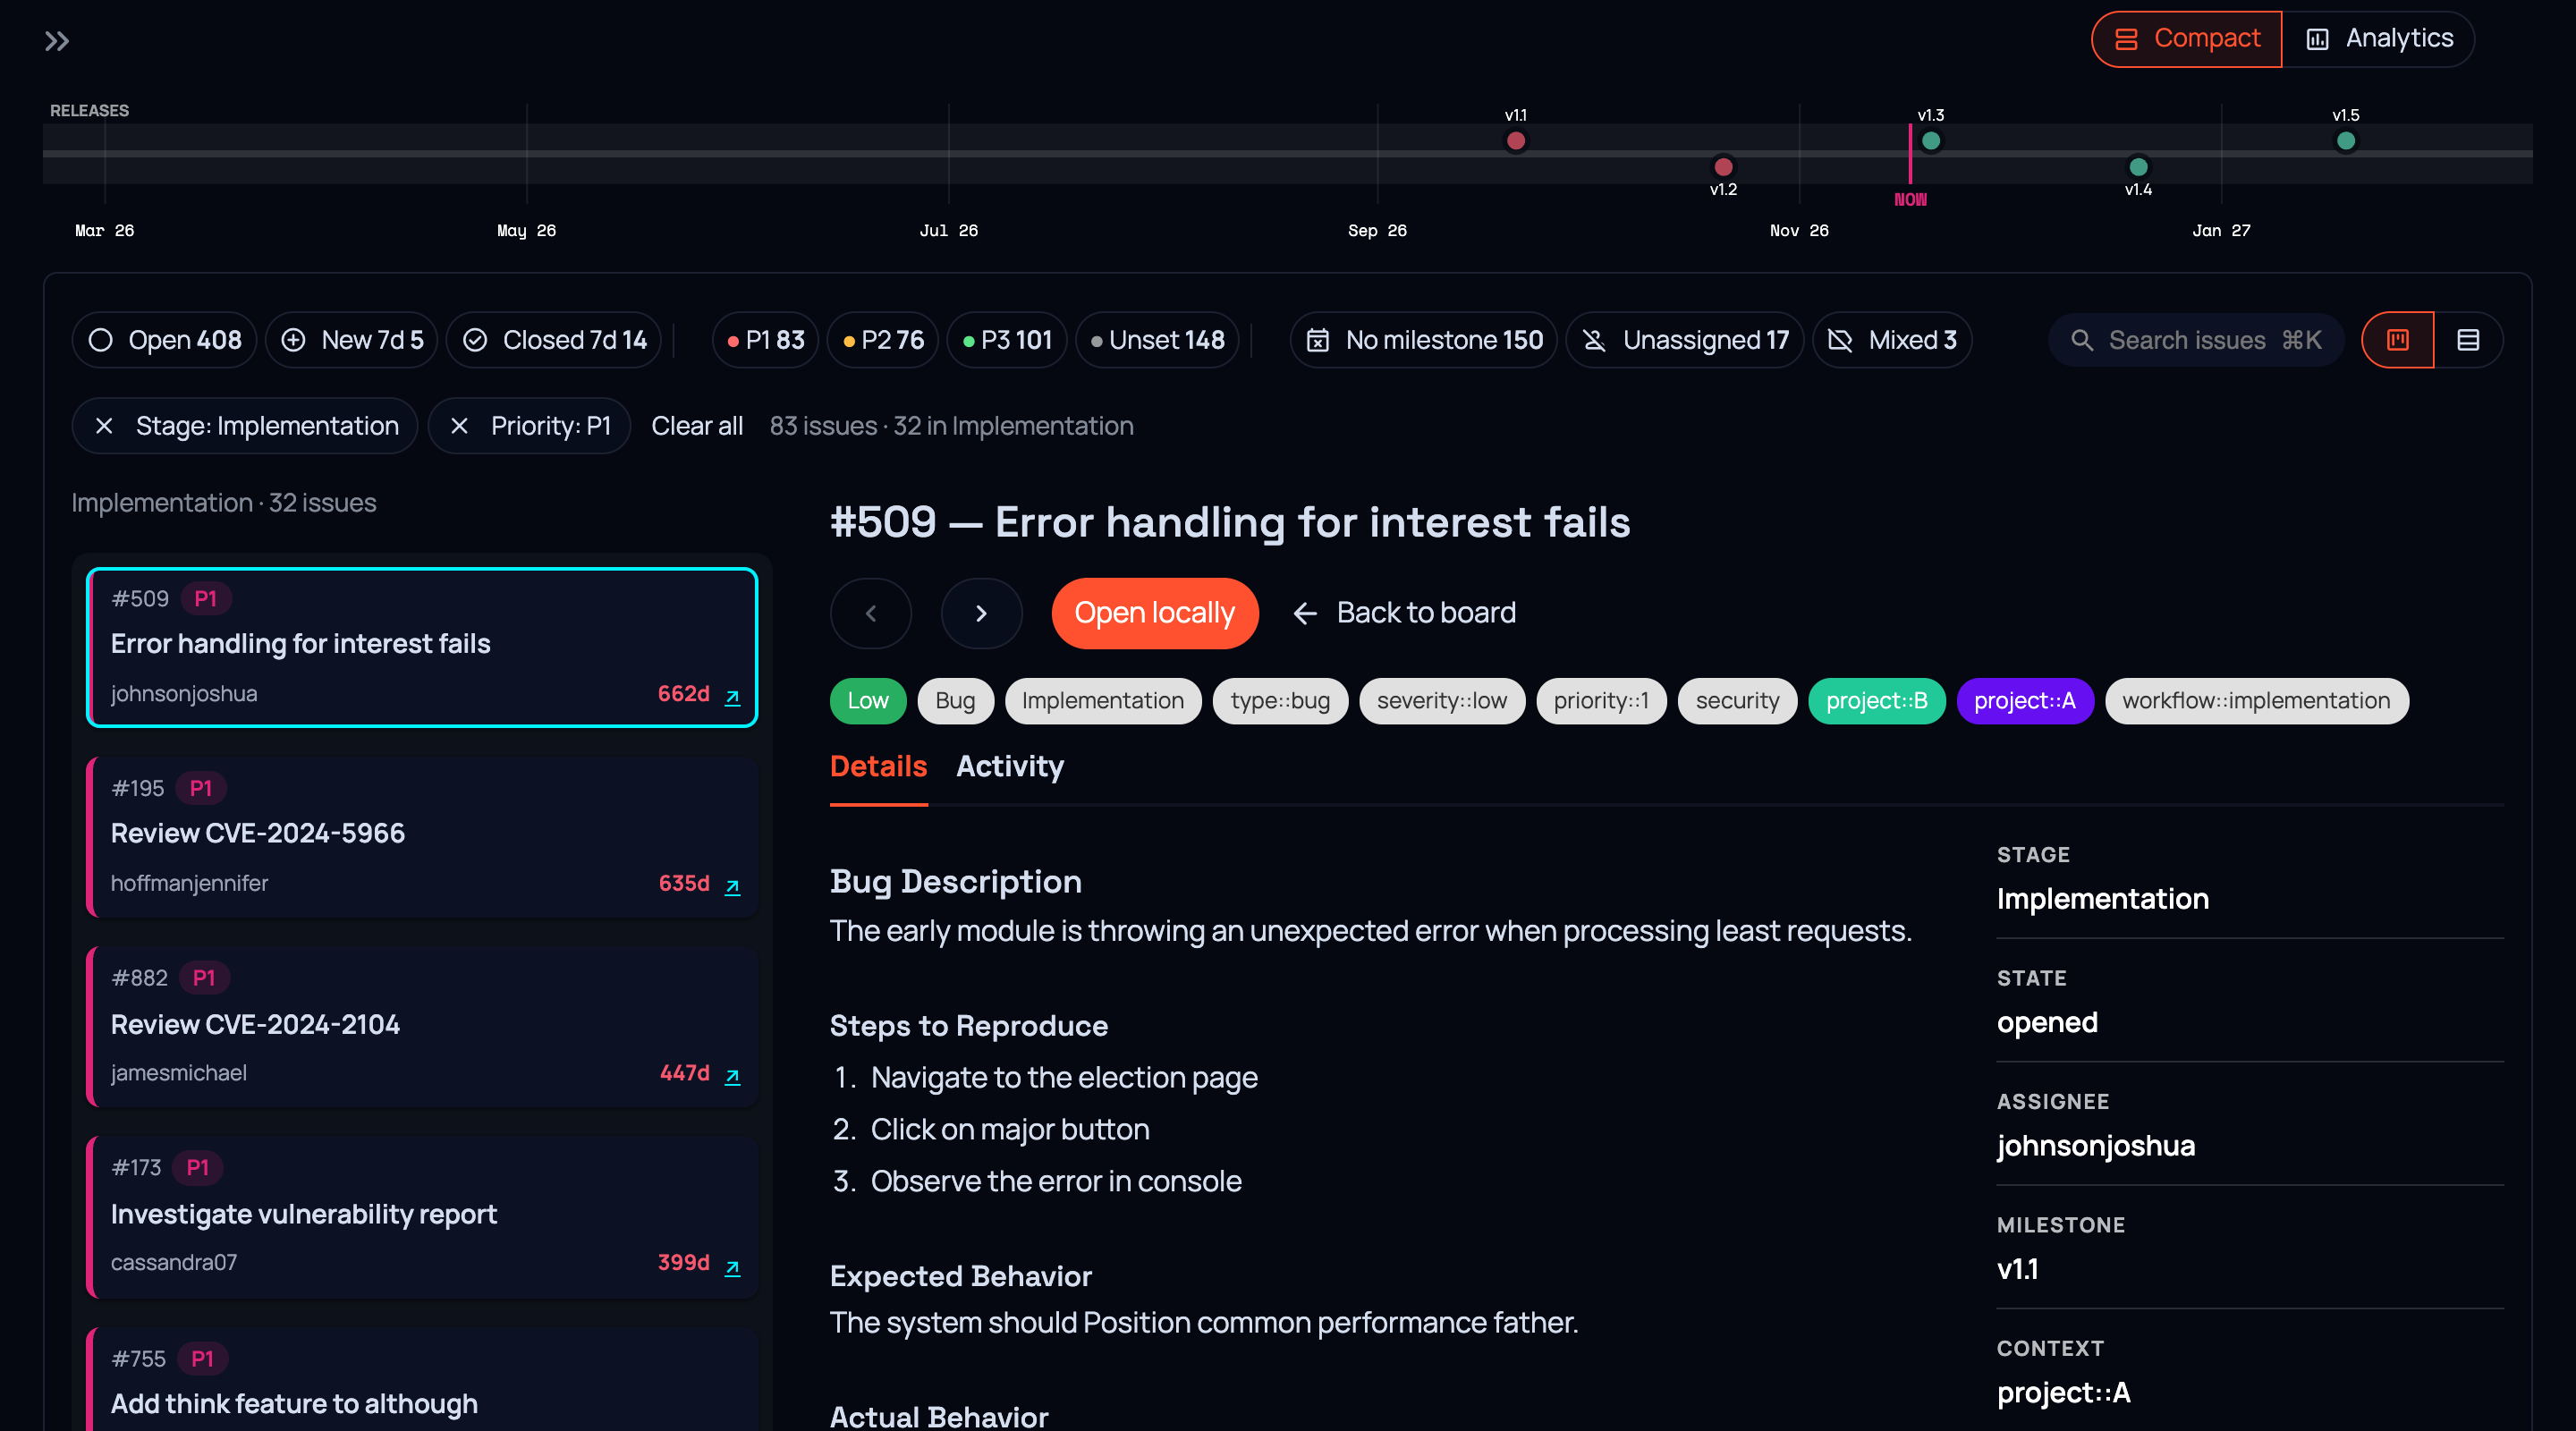 Compact
Analytics
RELEASES
v1.1
v1.3
v1.5
v1.2
NOW
v1.4
Mar 26
May 26
Jul 26
Sep 26
Nov 26
Jan 27
Open 408
New 7d 5
Closed 7d 14
P1 83
P2 76
P3 101
Unset 148
No milestone 150
Unassigned 17
Mixed 3
Search issues ⌘K
Stage: Implementation
Priority: P1
Clear all
83 issues · 32 in Implementation
Implementation · 32 issues
#509 P1
Error handling for interest fails
johnsonjoshua 662d
#195 P1
Review CVE-2024-5966
hoffmanjennifer 635d
#882 P1
Review CVE-2024-2104
jamesmichael 447d
#173 P1
Investigate vulnerability report
cassandra07 399d
#755 P1
Add think feature to although
#509 — Error handling for interest fails
Open locally
Back to board
Low
Bug
Implementation
type::bug
severity::low
priority::1
security
project::B
project::A
workflow::implementation
Details
Activity
Bug Description
The early module is throwing an unexpected error when processing least requests.
Steps to Reproduce
1. Navigate to the election page
2. Click on major button
3. Observe the error in console
Expected Behavior
The system should Position common performance father.
Actual Behavior
STAGE
Implementation
STATE
opened
ASSIGNEE
johnsonjoshua
MILESTONE
v1.1
CONTEXT
project::A